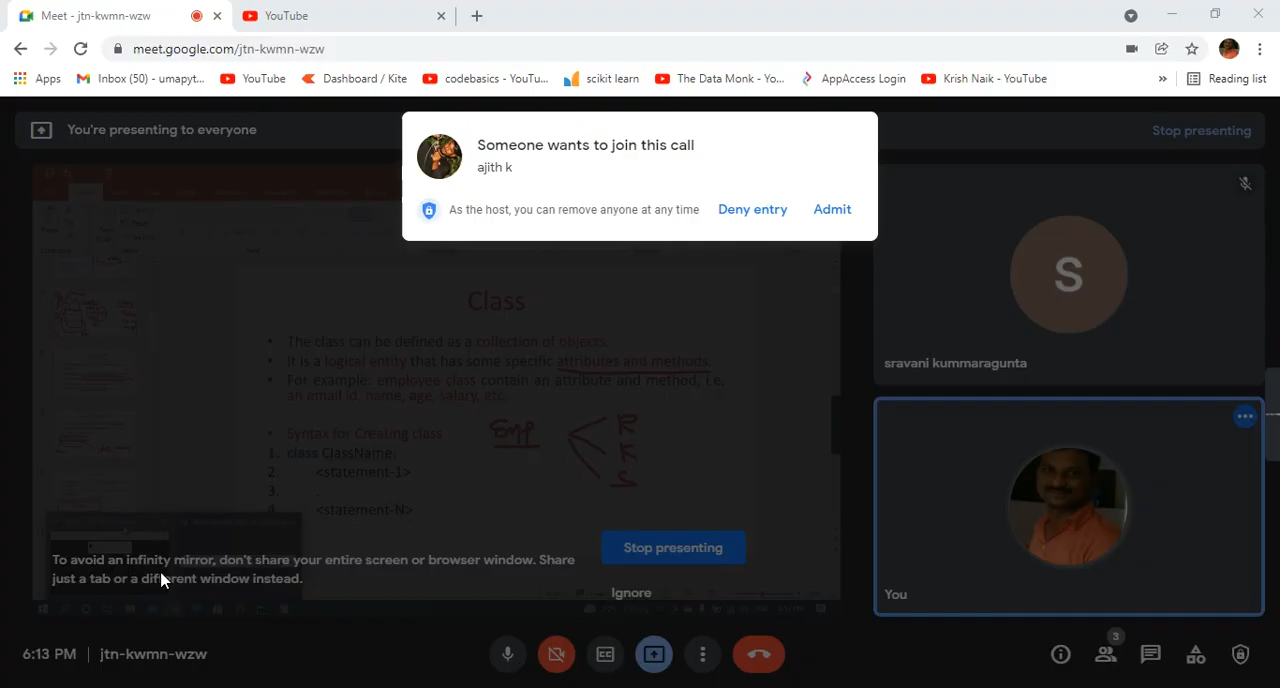 Meet - jtn-kwmn-wzw
YouTube
meet.google.com/jtn-kwmn-wzw
Apps
Inbox (50) - umapyt...
YouTube
Dashboard / Kite
codebasics - YouTu...
scikit learn
The Data Monk - Yo...
AppAccess Login
Krish Naik - YouTube
»
Reading list
You're presenting to everyone
Stop presenting
Someone wants to join this call
ajith k
As the host, you can remove anyone at any time
Deny entry
Admit
Class
• The class can be defined as a collection of objects.
• It is a logical entity that has some specific attributes and methods.
• For example: employee class contain an attribute and method, i.e.
an email id, name, age, salary, etc.
• Syntax for Creating class
1. class ClassName:
2. <statement-1>
3. .
4. <statement-N>
Emp
R
F
S
To avoid an infinity mirror, don't share your entire screen or browser window. Share
just a tab or a different window instead.
Stop presenting
Ignore
S
sravani kummaragunta
You
6:13 PM | jtn-kwmn-wzw
3